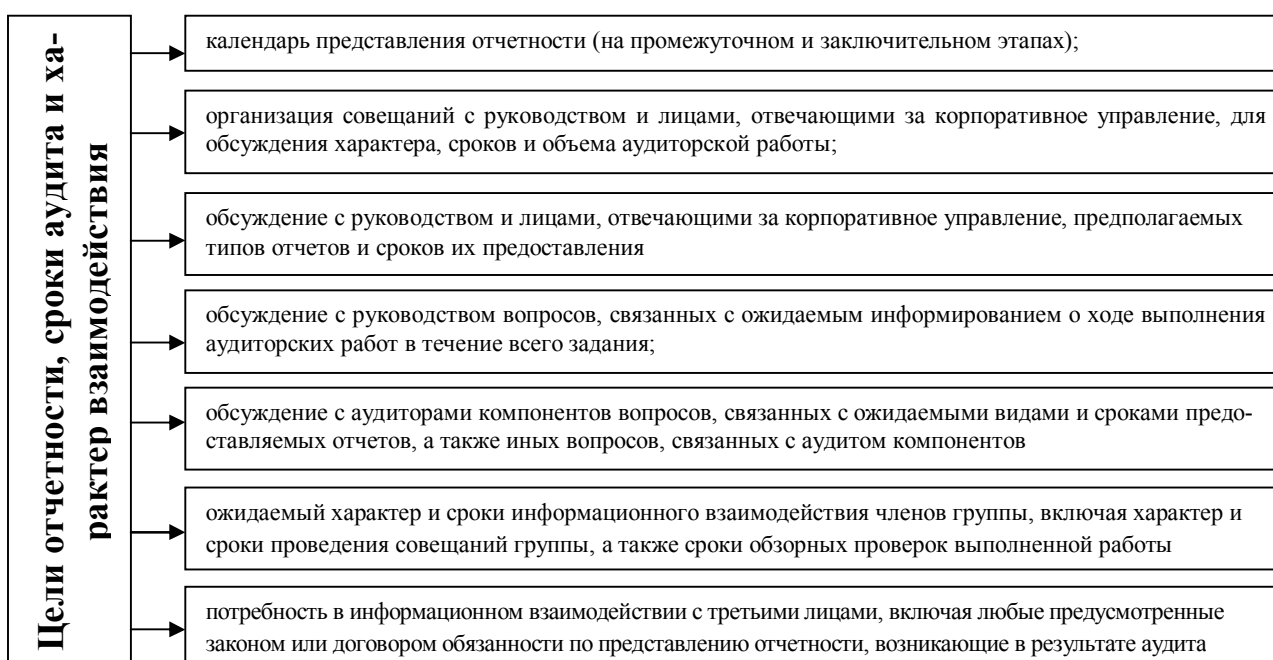 Цели отчетности, сроки аудита и ха-
рактер взаимодействия
календарь представления отчетности (на промежуточном и заключительном этапах);
организация совещаний с руководством и лицами, отвечающими за корпоративное управление, для
обсуждения характера, сроков и объема аудиторской работы;
обсуждение с руководством и лицами, отвечающими за корпоративное управление, предполагаемых
типов отчетов и сроков их предоставления
обсуждение с руководством вопросов, связанных с ожидаемым информированием о ходе выполнения
аудиторских работ в течение всего задания;
обсуждение с аудиторами компонентов вопросов, связанных с ожидаемыми видами и сроками предо-
ставляемых отчетов, а также иных вопросов, связанных с аудитом компонентов
ожидаемый характер и сроки информационного взаимодействия членов группы, включая характер и
сроки проведения совещаний группы, а также сроки обзорных проверок выполненной работы
потребность в информационном взаимодействии с третьими лицами, включая любые предусмотренные
законом или договором обязанности по представлению отчетности, возникающие в результате аудита